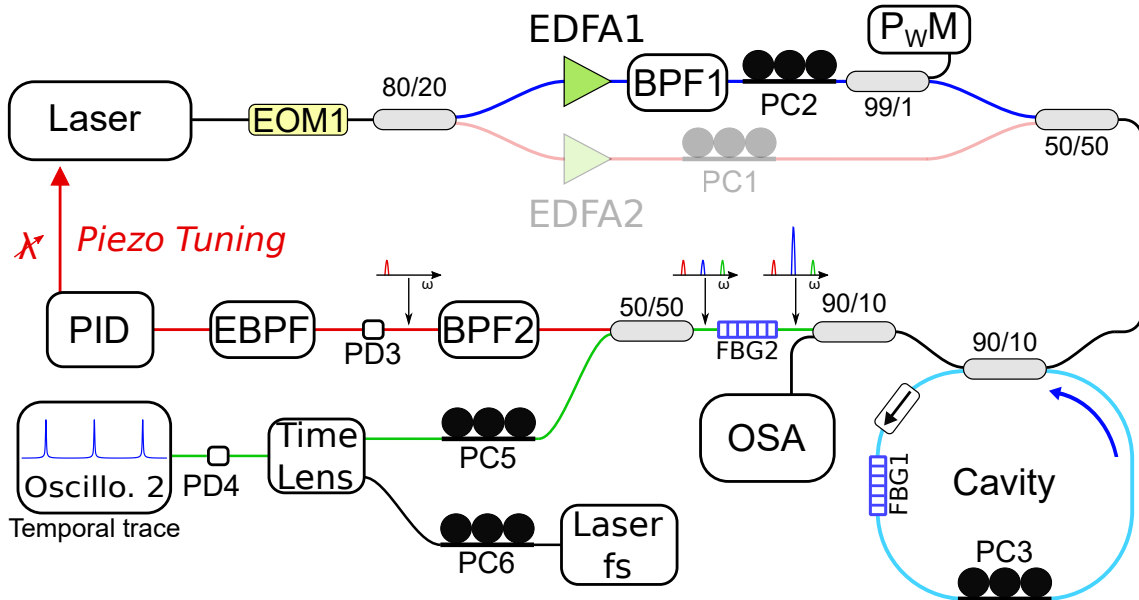 EDFA1
P_WM
80/20
BPF1
Laser
EOM1
PC2
99/1
50/50
PC1
EDFA2
λ
Piezo Tuning
ω
ω
ω
50/50
90/10
PID
EBPF
BPF2
PD3
FBG2
90/10
OSA
Time
Lens
PC5
PD4
Oscillo. 2
Temporal trace
FBG1
Cavity
PC6
Laser
fs
PC3